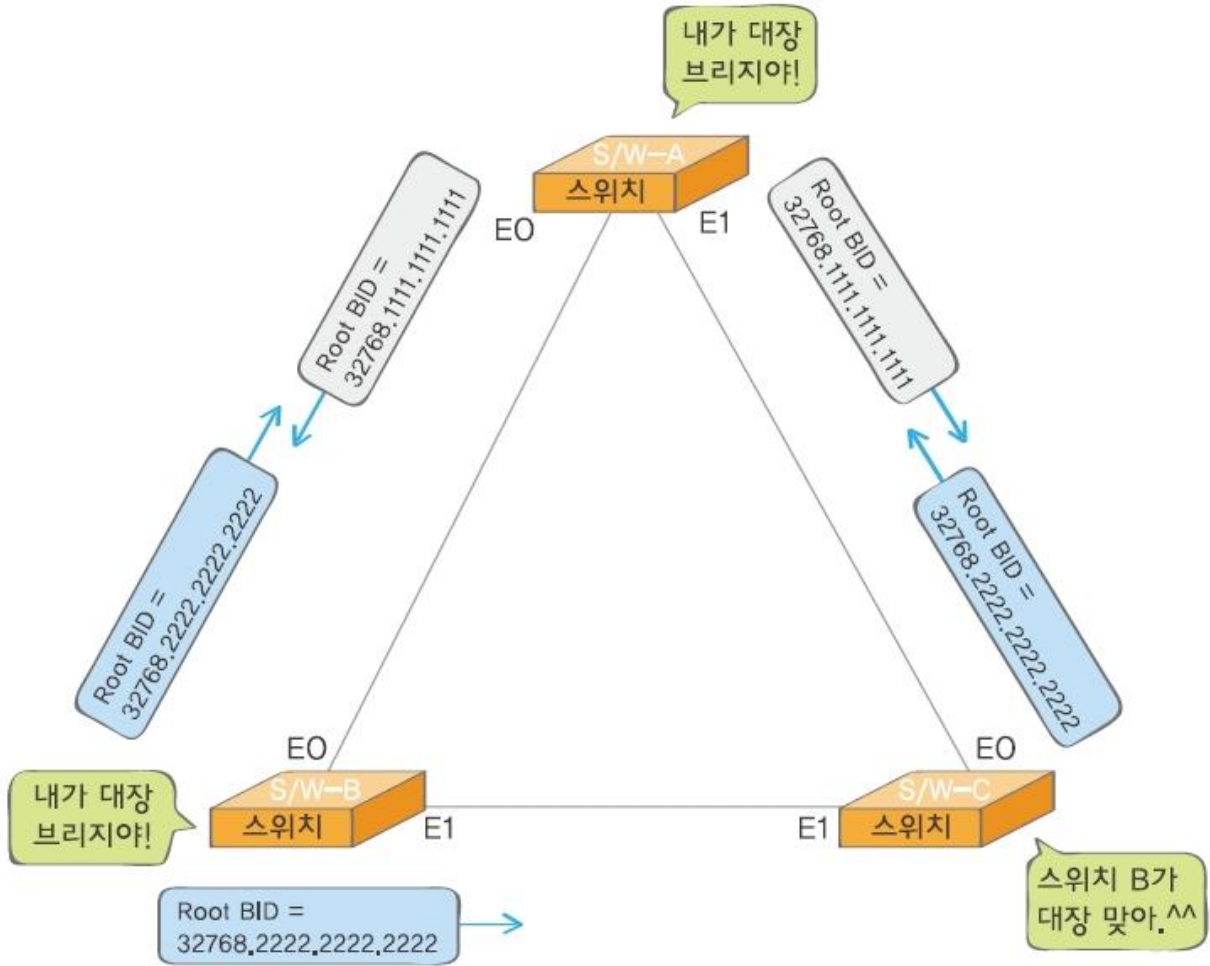 내가 대장
브리지야!
S/W-A
스위치
E0
E1
Root BID =
32768.1111.1111.1111
Root BID =
32768.1111.1111.1111
Root BID =
32768.2222.2222.2222
Root BID =
32768.2222.2222.2222
E0
S/W-B
스위치
E1
내가 대장
브리지야!
E0
S/W-C
스위치
E1
스위치 B가
대장 맞아.^^
Root BID =
32768.2222.2222.2222